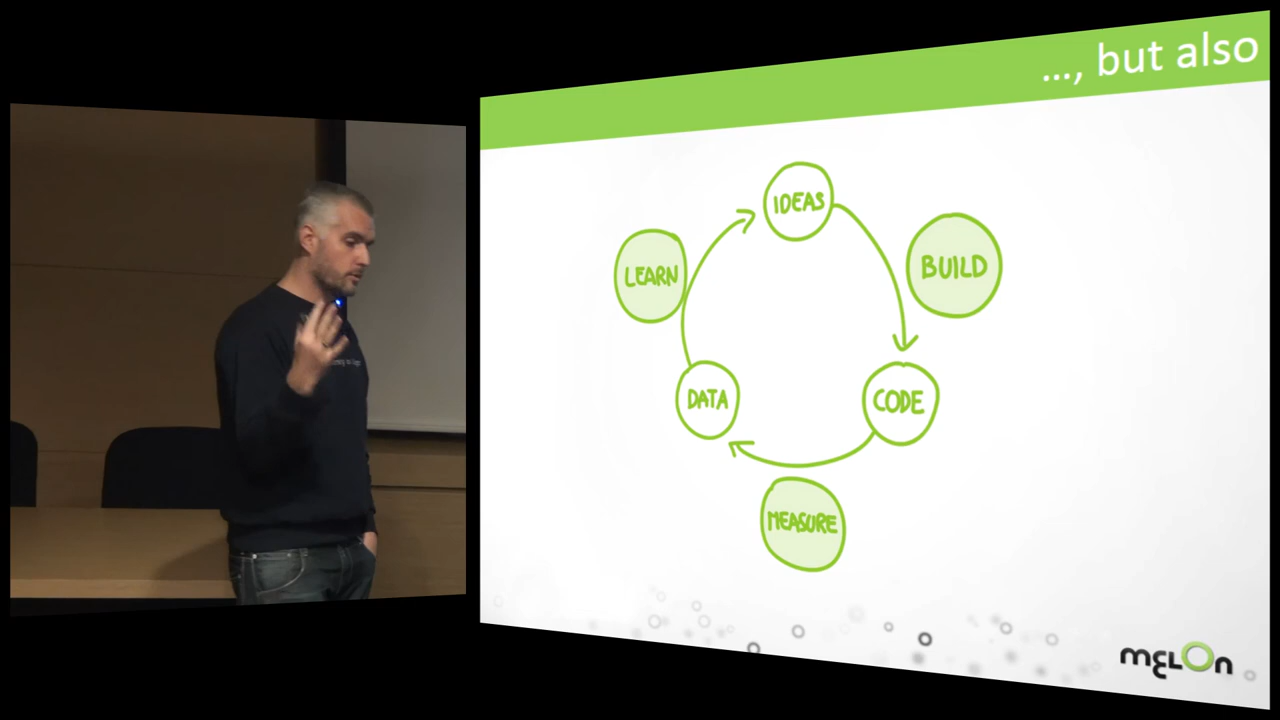 ..., but also
IDEAS
LEARN
BUILD
DATA
CODE
MEASURE
mELOn